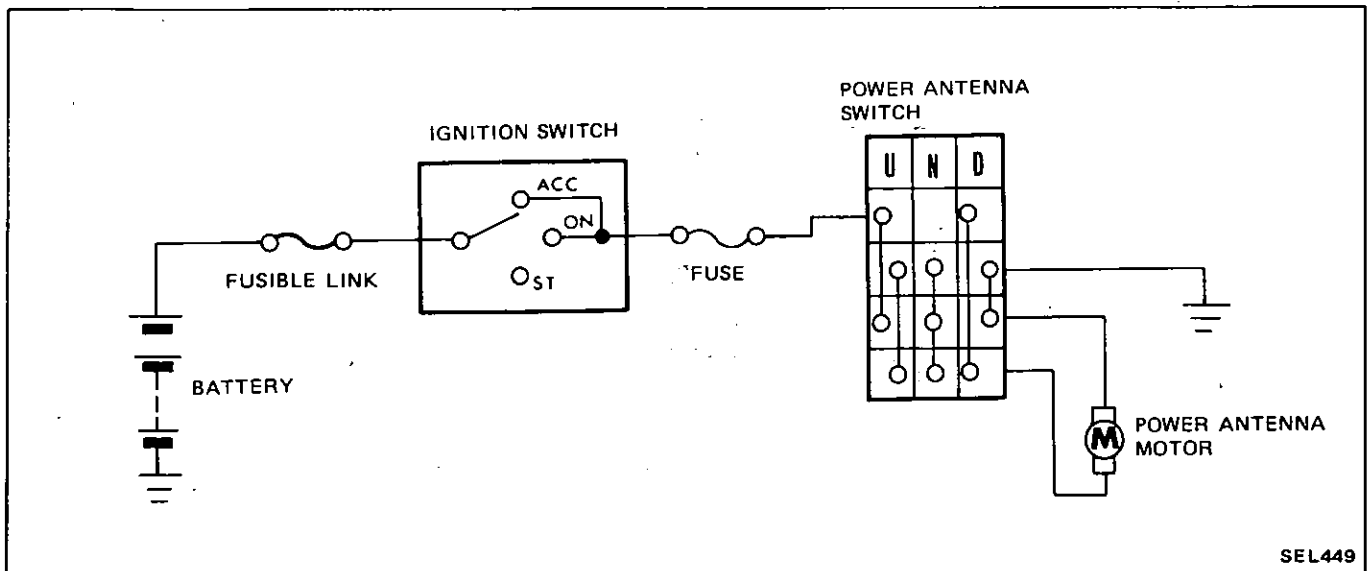 POWER ANTENNA
SWITCH
IGNITION SWITCH
U N D
ACC
ON
ST
FUSIBLE LINK
FUSE
BATTERY
M
POWER ANTENNA
MOTOR
SEL449